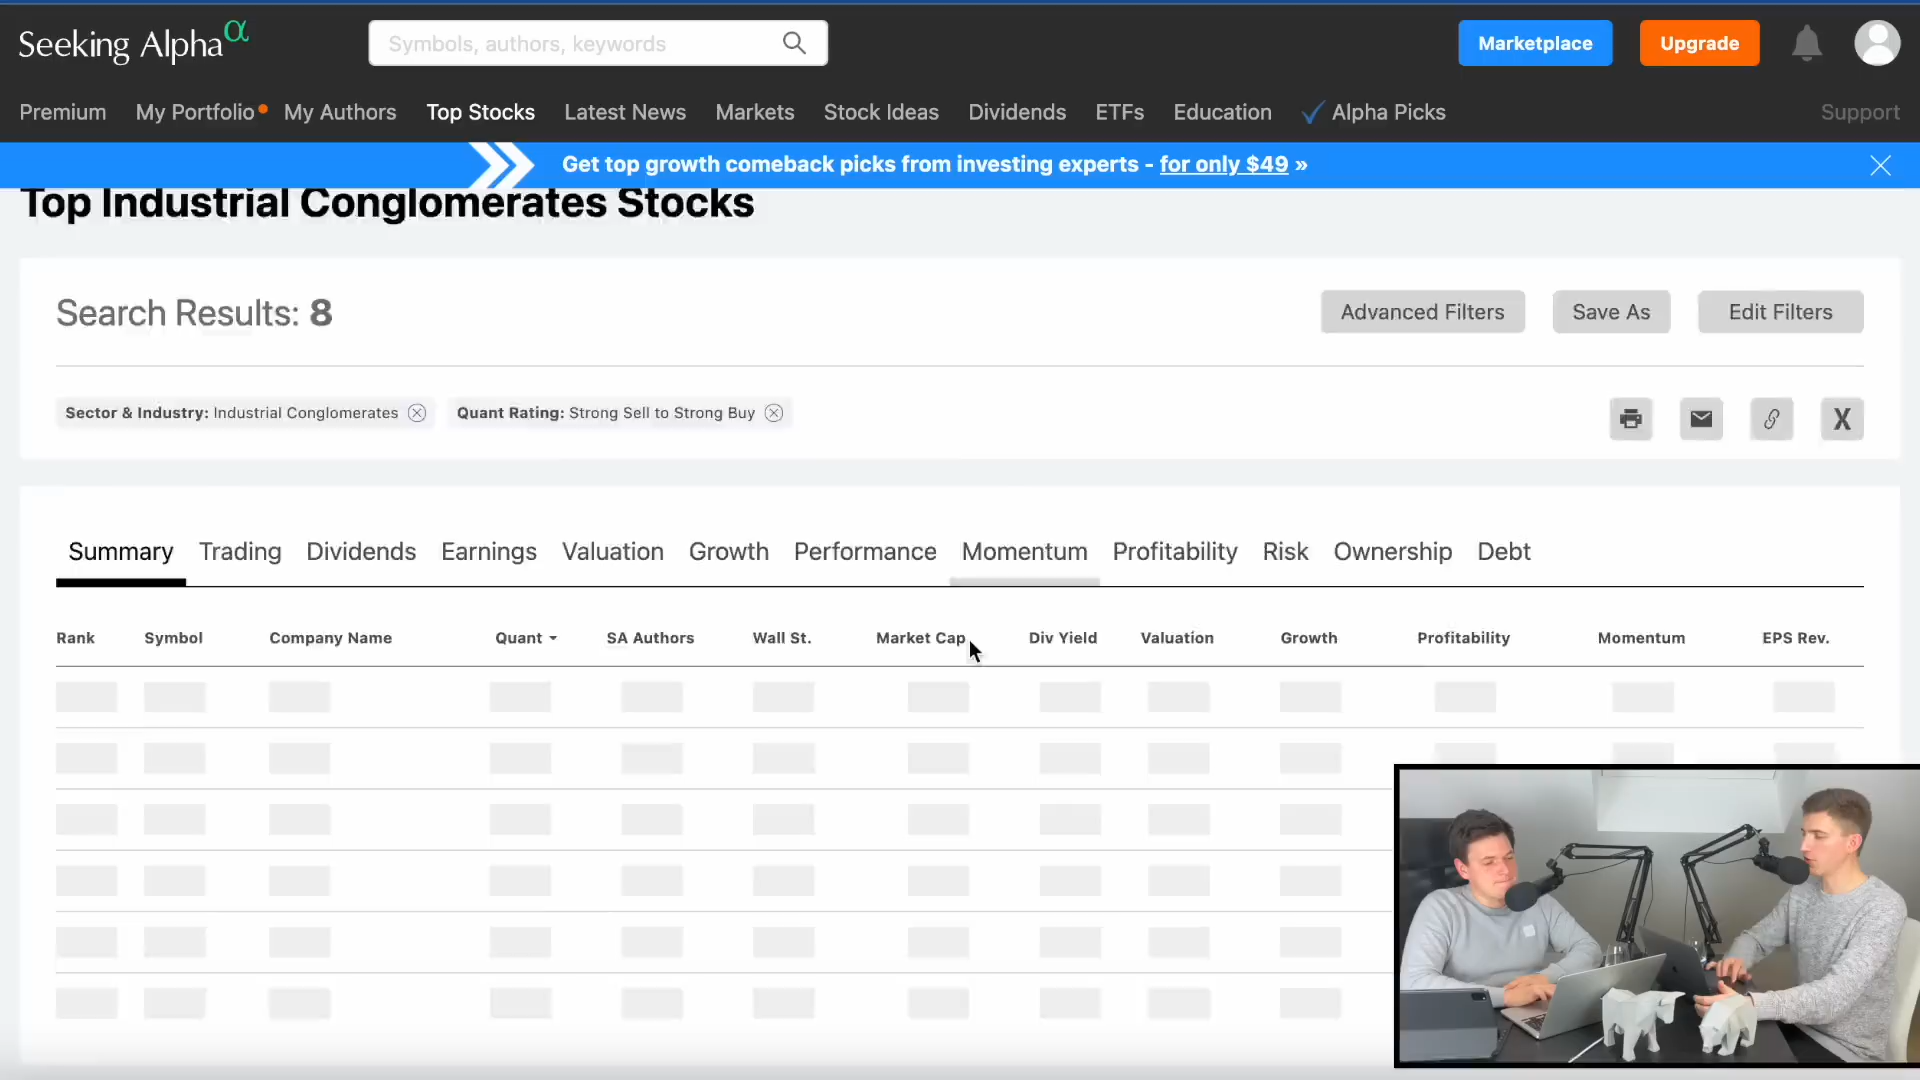 Seeking Alpha α
Symbols, authors, keywords
Marketplace
Upgrade
Premium
My Portfolio
My Authors
Top Stocks
Latest News
Markets
Stock Ideas
Dividends
ETFs
Education
Alpha Picks
Support
Get top growth comeback picks from investing experts - for only $49 »
Top Industrial Conglomerates Stocks
Search Results: 8
Advanced Filters
Save As
Edit Filters
Sector & Industry: Industrial Conglomerates
Quant Rating: Strong Sell to Strong Buy
X
Summary
Trading
Dividends
Earnings
Valuation
Growth
Performance
Momentum
Profitability
Risk
Ownership
Debt
Rank
Symbol
Company Name
Quant
SA Authors
Wall St.
Market Cap
Div Yield
Valuation
Growth
Profitability
Momentum
EPS Rev.